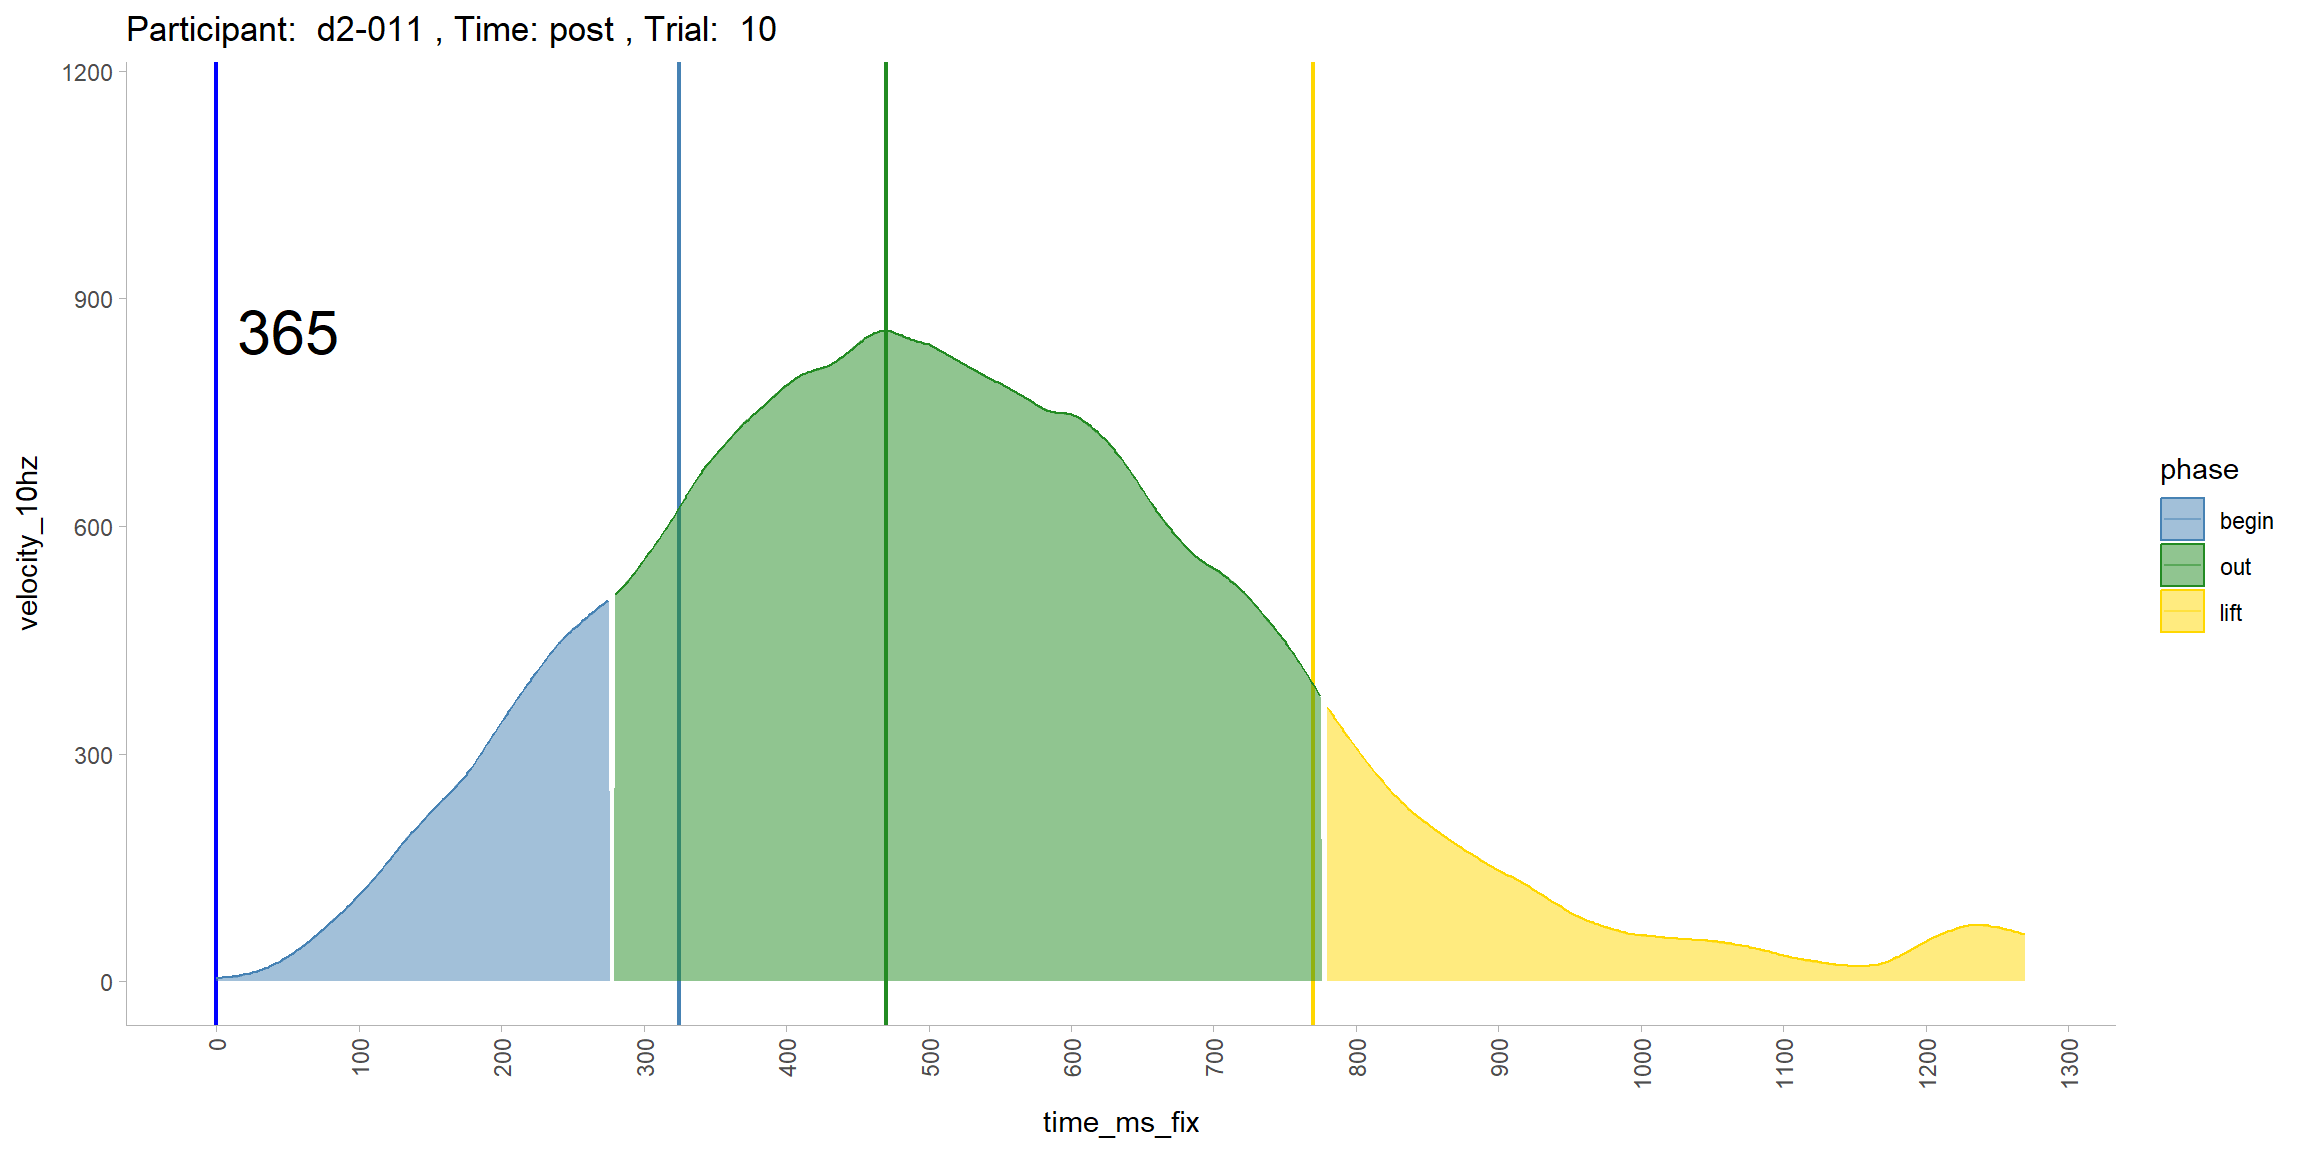 Participant:  d2-011 , Time: post , Trial:  10
1200
900
600
300
0
velocity_10hz
365
0 100 200 300 400 500 600 700 800 900 1000 1100 1200 1300
time_ms_fix
phase
begin
out
lift